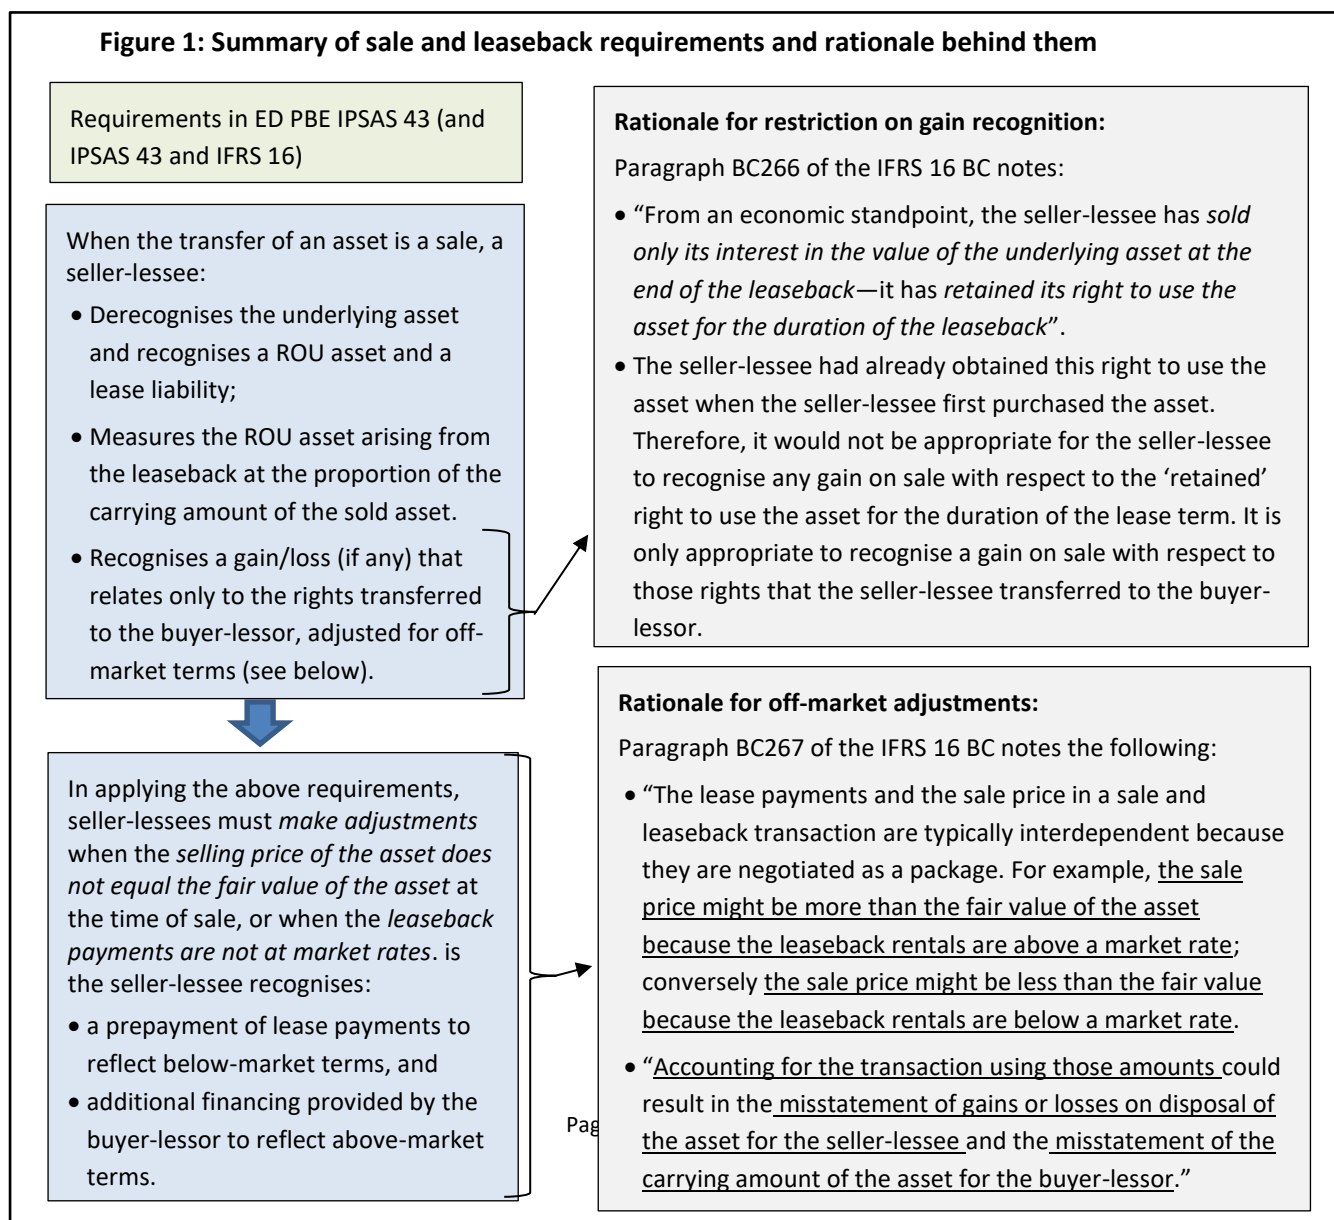 Figure 1: Summary of sale and leaseback requirements and rationale behind them
Requirements in ED PBE IPSAS 43 (and
IPSAS 43 and IFRS 16)
When the transfer of an asset is a sale, a
seller-lessee:
• Derecognises the underlying asset
and recognises a ROU asset and a
lease liability;
• Measures the ROU asset arising from
the leaseback at the proportion of the
carrying amount of the sold asset.
• Recognises a gain/loss (if any) that
relates only to the rights transferred
to the buyer-lessor, adjusted for off-
market terms (see below).
In applying the above requirements,
seller-lessees must make adjustments
when the selling price of the asset does
not equal the fair value of the asset at
the time of sale, or when the leaseback
payments are not at market rates. is
the seller-lessee recognises:
• a prepayment of lease payments to
reflect below-market terms, and
• additional financing provided by the
buyer-lessor to reflect above-market
terms.
Rationale for restriction on gain recognition:
Paragraph BC266 of the IFRS 16 BC notes:
• “From an economic standpoint, the seller-lessee has sold
only its interest in the value of the underlying asset at the
end of the leaseback—it has retained its right to use the
asset for the duration of the leaseback”.
• The seller-lessee had already obtained this right to use the
asset when the seller-lessee first purchased the asset.
Therefore, it would not be appropriate for the seller-lessee
to recognise any gain on sale with respect to the ‘retained’
right to use the asset for the duration of the lease term. It is
only appropriate to recognise a gain on sale with respect to
those rights that the seller-lessee transferred to the buyer-
lessor.
Rationale for off-market adjustments:
Paragraph BC267 of the IFRS 16 BC notes the following:
• “The lease payments and the sale price in a sale and
leaseback transaction are typically interdependent because
they are negotiated as a package. For example, the sale
price might be more than the fair value of the asset
because the leaseback rentals are above a market rate;
conversely the sale price might be less than the fair value
because the leaseback rentals are below a market rate.
• “Accounting for the transaction using those amounts could
result in the misstatement of gains or losses on disposal of
the asset for the seller-lessee and the misstatement of the
carrying amount of the asset for the buyer-lessor.”